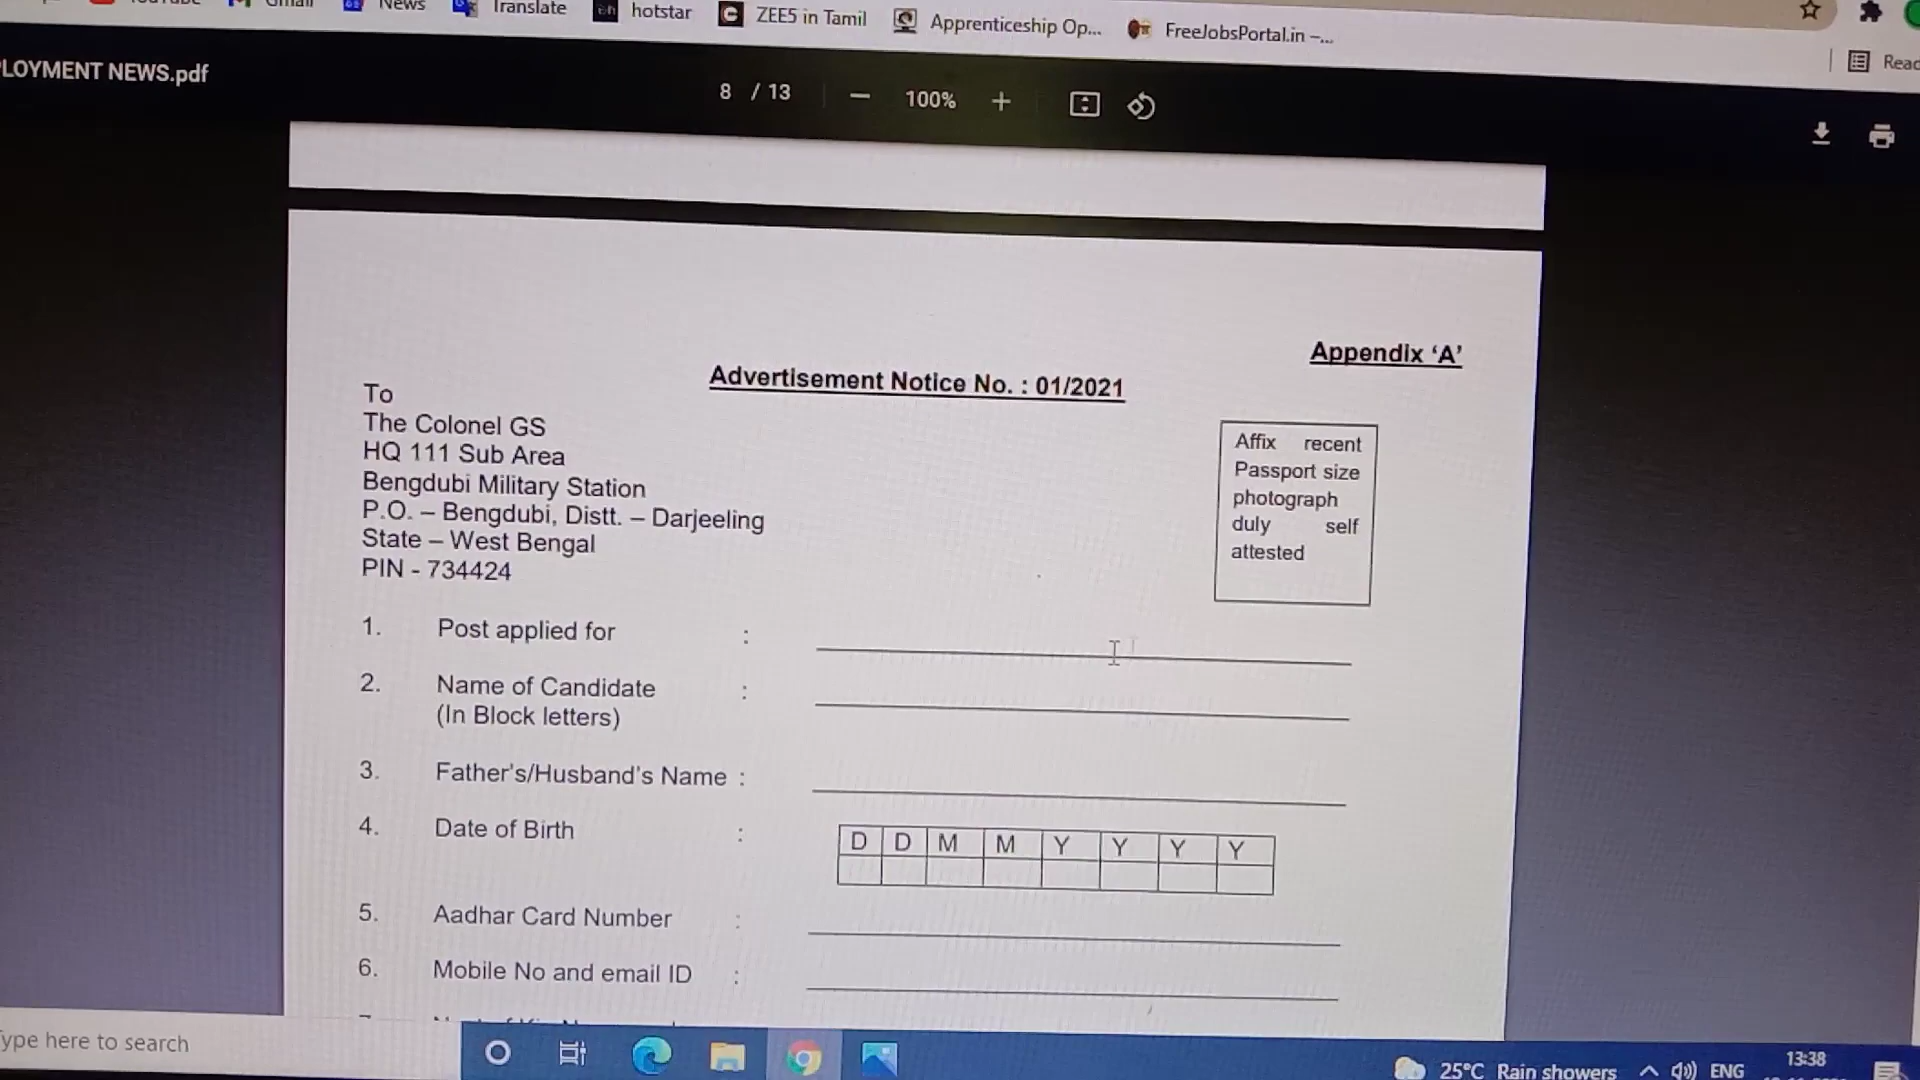 News
Translate
hotstar
ZEE5 in Tamil
Apprenticeship Op...
FreeJobsPortal.in –...
LOYMENT NEWS.pdf
8 / 13
100%
Appendix ‘A’
Advertisement Notice No. : 01/2021
To
The Colonel GS
HQ 111 Sub Area
Bengdubi Military Station
P.O. – Bengdubi, Distt. – Darjeeling
State – West Bengal
PIN - 734424
Affix recent
Passport size
photograph
duly self
attested
1. Post applied for :
2. Name of Candidate :
(In Block letters)
3. Father's/Husband's Name :
4. Date of Birth :
D D M M Y Y Y Y
5. Aadhar Card Number :
6. Mobile No and email ID :
ype here to search
25°C Rain showers
ENG
13:38